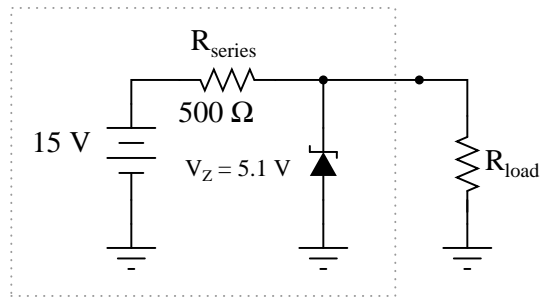 R_series
500 Ω
15 V
V_Z = 5.1 V
R_load